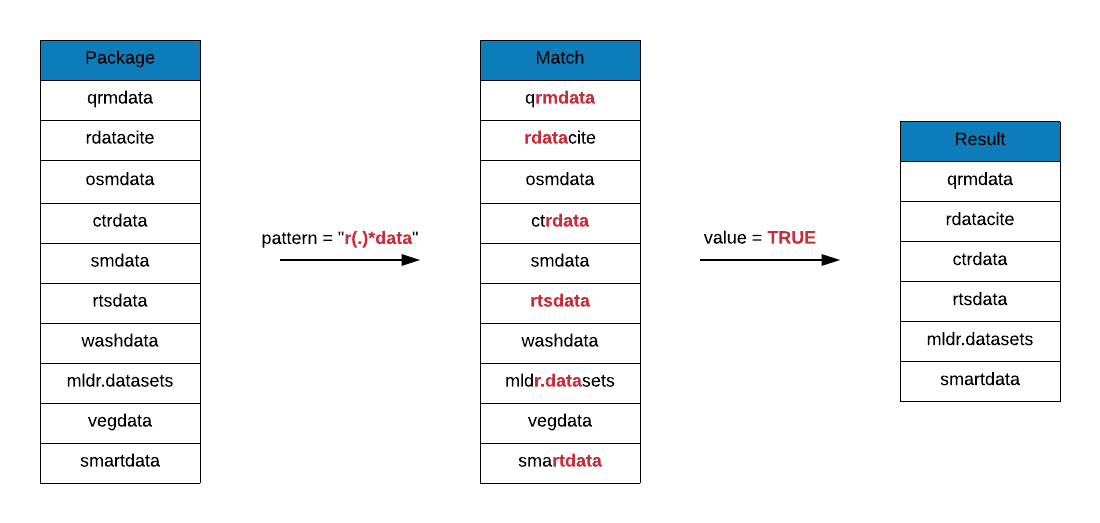 Package
qrmdata
rdatacite
osmdata
ctrdata
smdata
rtsdata
washdata
mldr.datasets
vegdata
smartdata
pattern = "r(.)*data"
Match
qrmdata
rdatacite
osmdata
ctrdata
smdata
rtsdata
washdata
mldr.datasets
vegdata
smartdata
value = TRUE
Result
qrmdata
rdatacite
ctrdata
rtsdata
mldr.datasets
smartdata